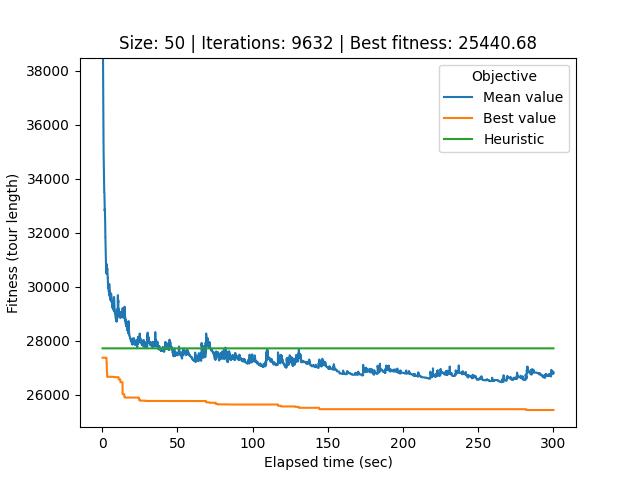 Size: 50 | Iterations: 9632 | Best fitness: 25440.68
Objective
Mean value
Best value
Heuristic
Fitness (tour length)
38000
36000
34000
32000
30000
28000
26000
0 50 100 150 200 250 300
Elapsed time (sec)